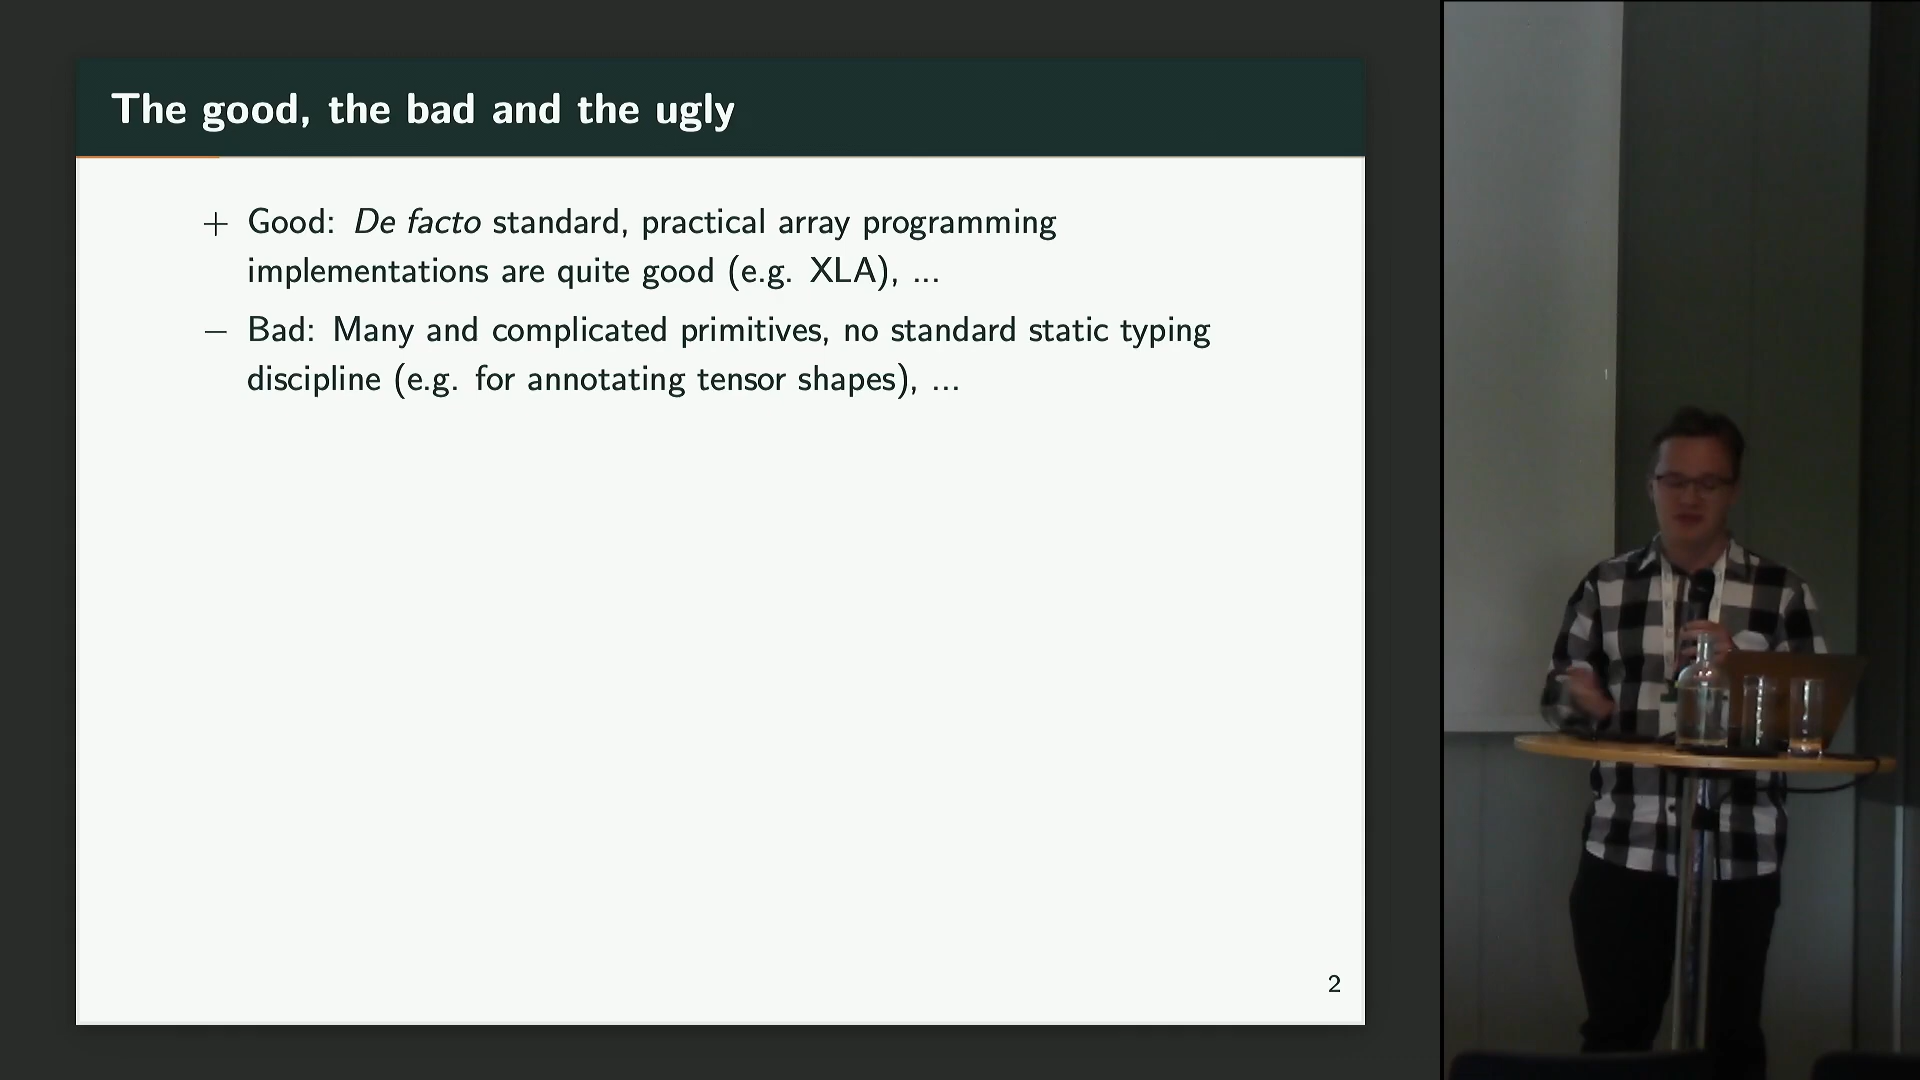 The good, the bad and the ugly
+ Good: De facto standard, practical array programming
implementations are quite good (e.g. XLA), ...
− Bad: Many and complicated primitives, no standard static typing
discipline (e.g. for annotating tensor shapes), ...
2